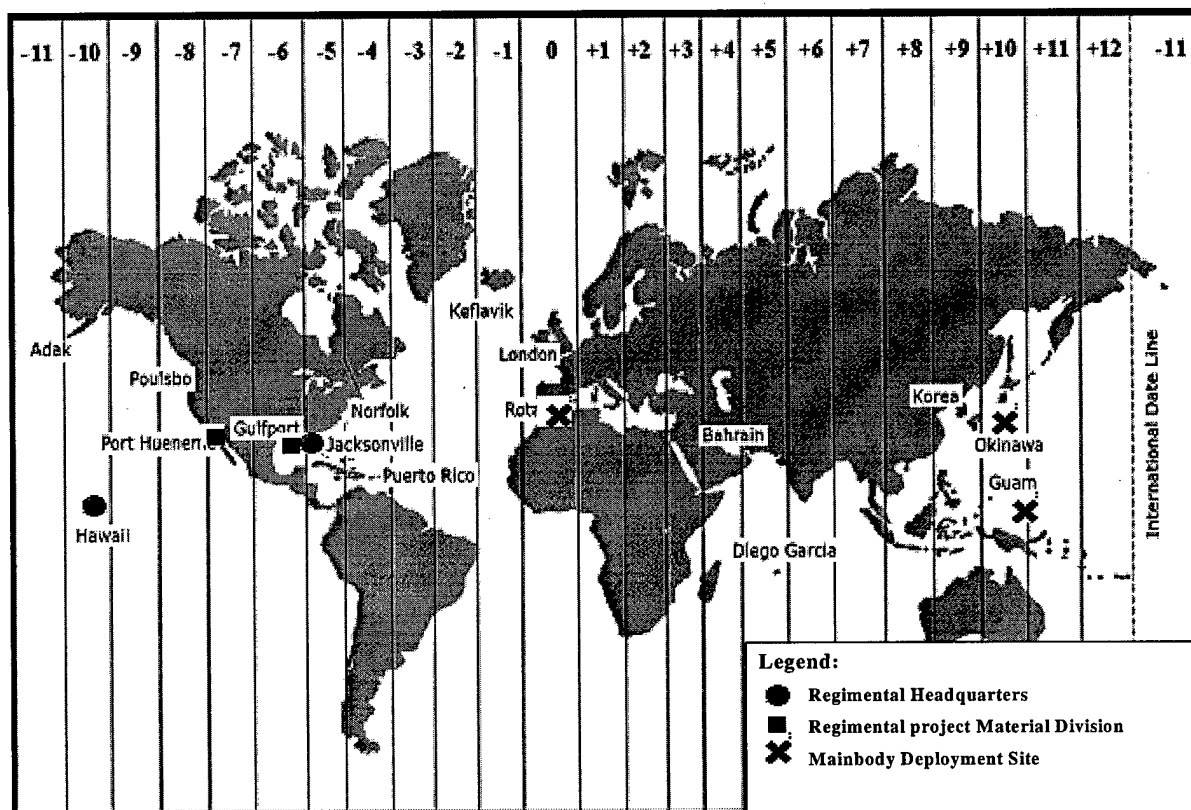 -11 -10 -9 -8 -7 -6 -5 -4 -3 -2 -1 0 +1 +2 +3 +4 +5 +6 +7 +8 +9 +10 +11 +12 -11
Keflavik
Adak
London
Poulsbo
Korea
Norfolk
Rota
Gulfport
Port Hueneme
Jacksonville
Bahrain
Okinawa
Puerto Rico
Guam
Hawaii
Diego Garcia
International Date Line
Legend:
Regimental Headquarters
Regimental project Material Division
Mainbody Deployment Site